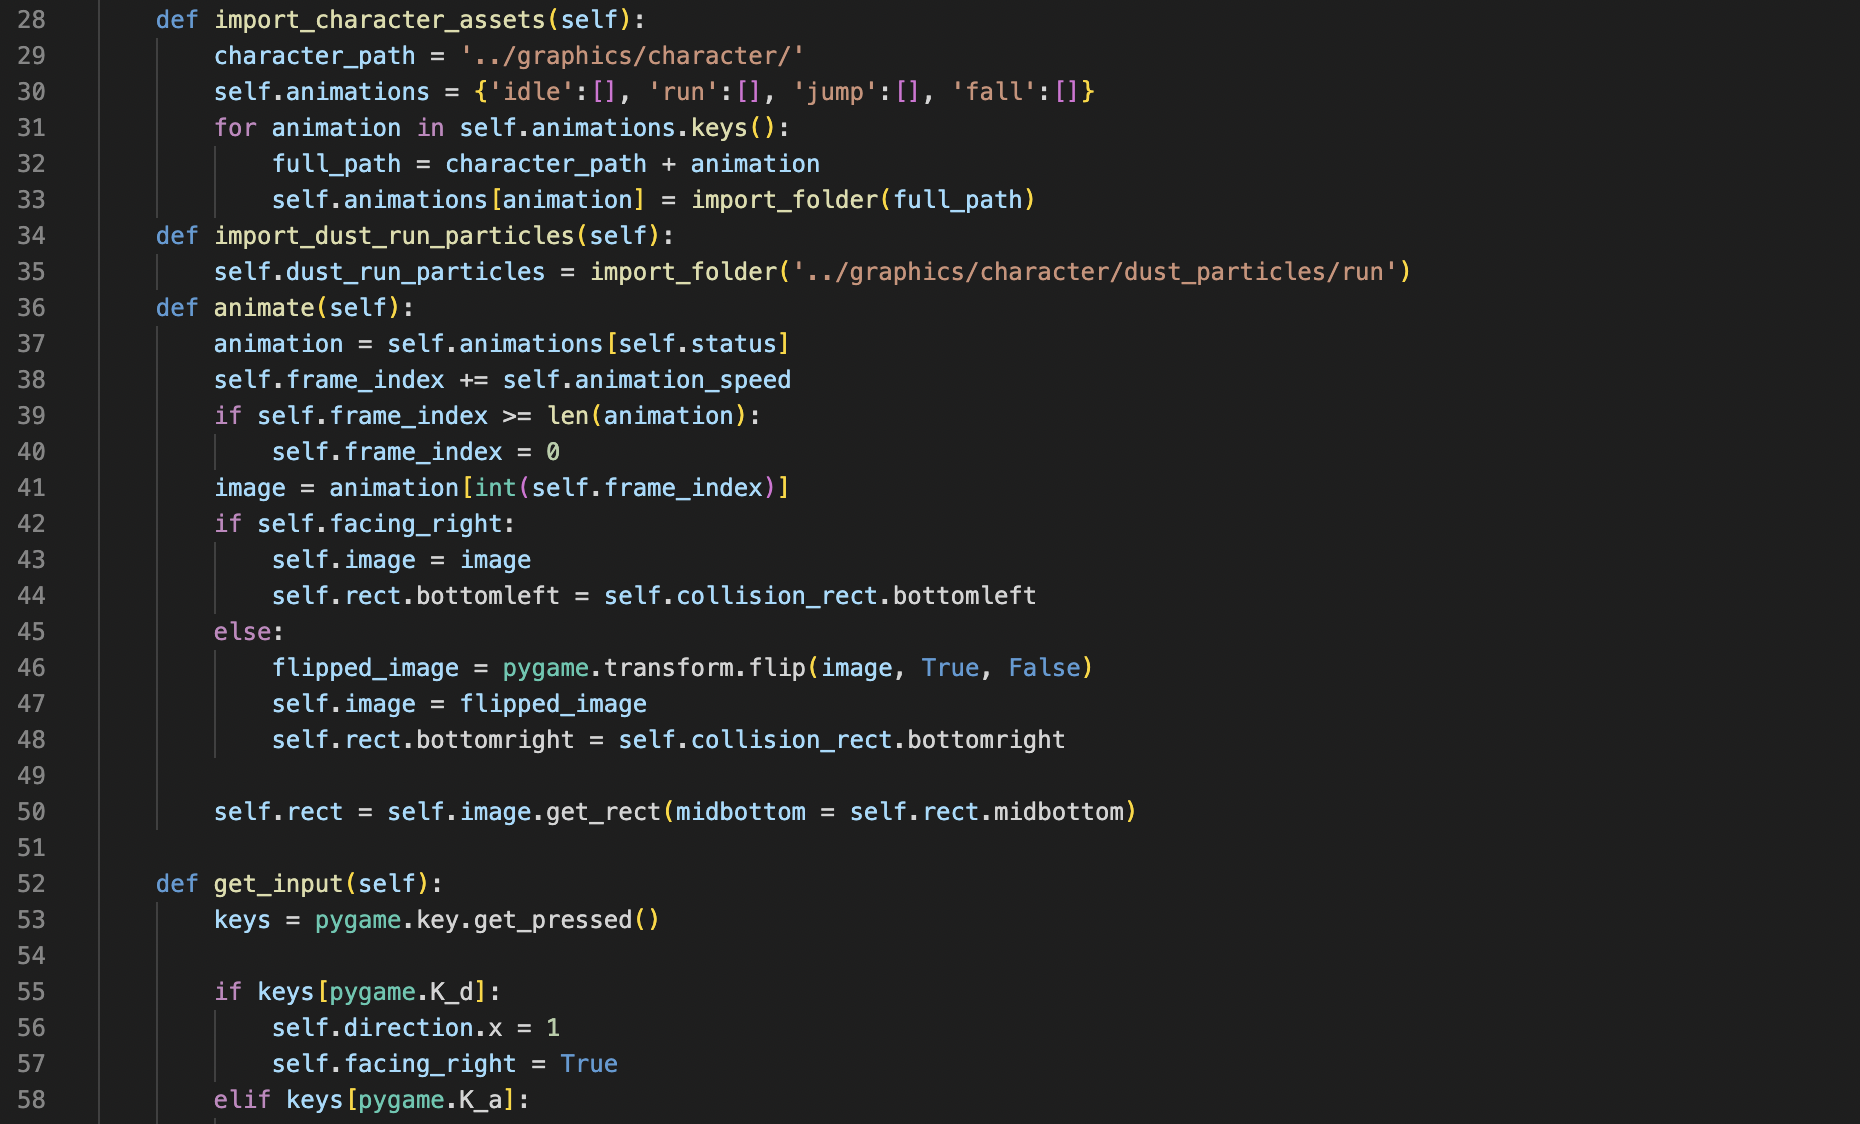 28 def import_character_assets(self):
29 character_path = '../graphics/character/'
30 self.animations = {'idle':[], 'run':[], 'jump':[], 'fall':[]}
31 for animation in self.animations.keys():
32 full_path = character_path + animation
33 self.animations[animation] = import_folder(full_path)
34 def import_dust_run_particles(self):
35 self.dust_run_particles = import_folder('../graphics/character/dust_particles/run')
36 def animate(self):
37 animation = self.animations[self.status]
38 self.frame_index += self.animation_speed
39 if self.frame_index >= len(animation):
40 self.frame_index = 0
41 image = animation[int(self.frame_index)]
42 if self.facing_right:
43 self.image = image
44 self.rect.bottomleft = self.collision_rect.bottomleft
45 else:
46 flipped_image = pygame.transform.flip(image, True, False)
47 self.image = flipped_image
48 self.rect.bottomright = self.collision_rect.bottomright
49
50 self.rect = self.image.get_rect(midbottom = self.rect.midbottom)
51
52 def get_input(self):
53 keys = pygame.key.get_pressed()
54
55 if keys[pygame.K_d]:
56 self.direction.x = 1
57 self.facing_right = True
58 elif keys[pygame.K_a]: